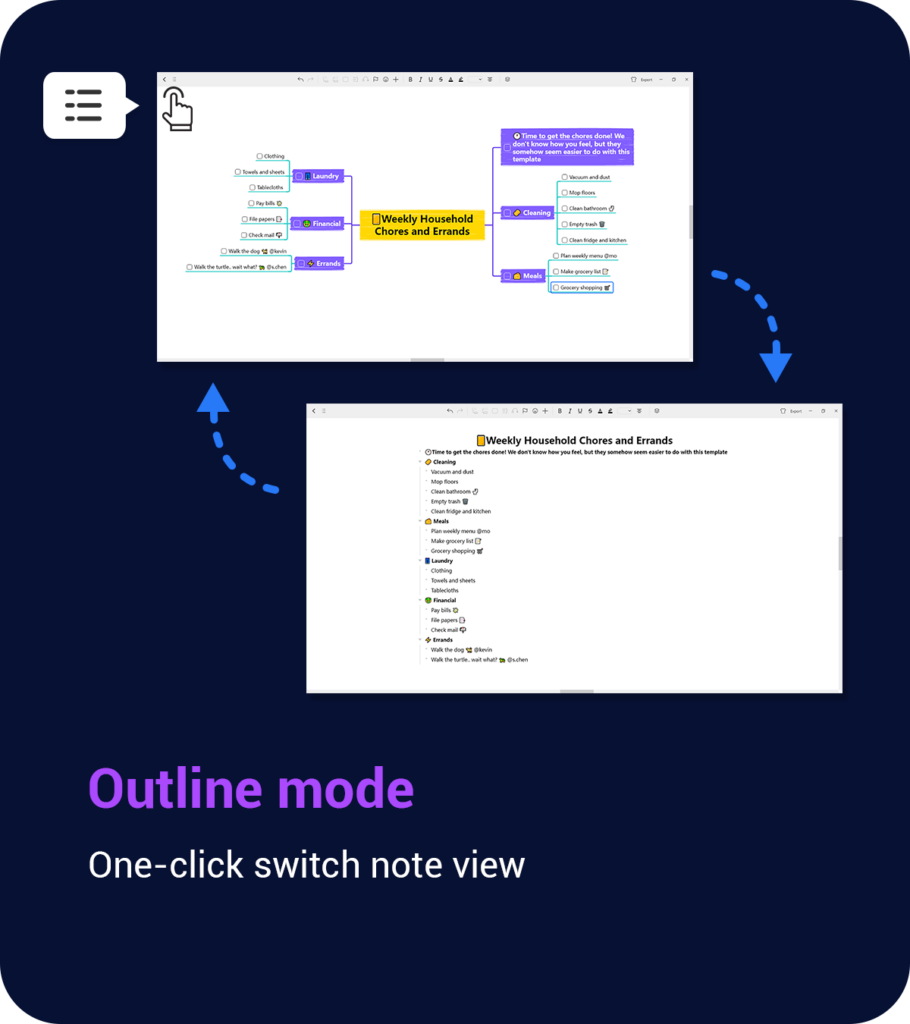 Export
B I U S A
Time to get the chores done! We
don't know how you feel, but they
somehow seem easier to do with this
template
Clothing
Towels and sheets
Tablecloths
Laundry
Pay bills
File papers
Check mail
Financial
Walk the dog @kevin
Walk the turtle.. wait what? @s.chen
Errands
Weekly Household
Chores and Errands
Cleaning
Vacuum and dust
Mop floors
Clean bathroom
Empty trash
Clean fridge and kitchen
Meals
Plan weekly menu @mo
Make grocery list
Grocery shopping
B I U S A
Export
Weekly Household Chores and Errands
Time to get the chores done! We don't know how you feel, but they somehow seem easier to do with this template
Cleaning
Vacuum and dust
Mop floors
Clean bathroom
Empty trash
Clean fridge and kitchen
Meals
Plan weekly menu @mo
Make grocery list
Grocery shopping
Laundry
Clothing
Towels and sheets
Tablecloths
Financial
Pay bills
File papers
Check mail
Errands
Walk the dog @kevin
Walk the turtle.. wait what? @s.chen
Outline mode
One-click switch note view